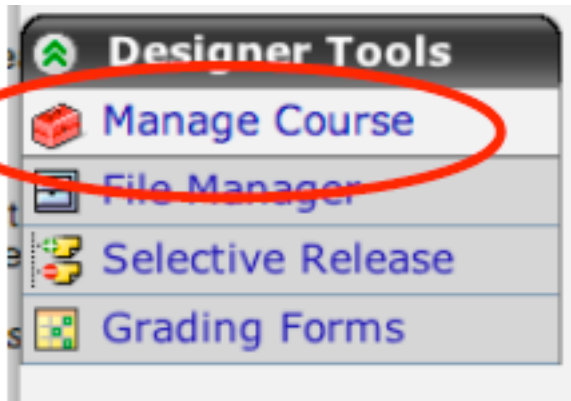 Designer Tools
Manage Course
File Manager
Selective Release
Grading Forms